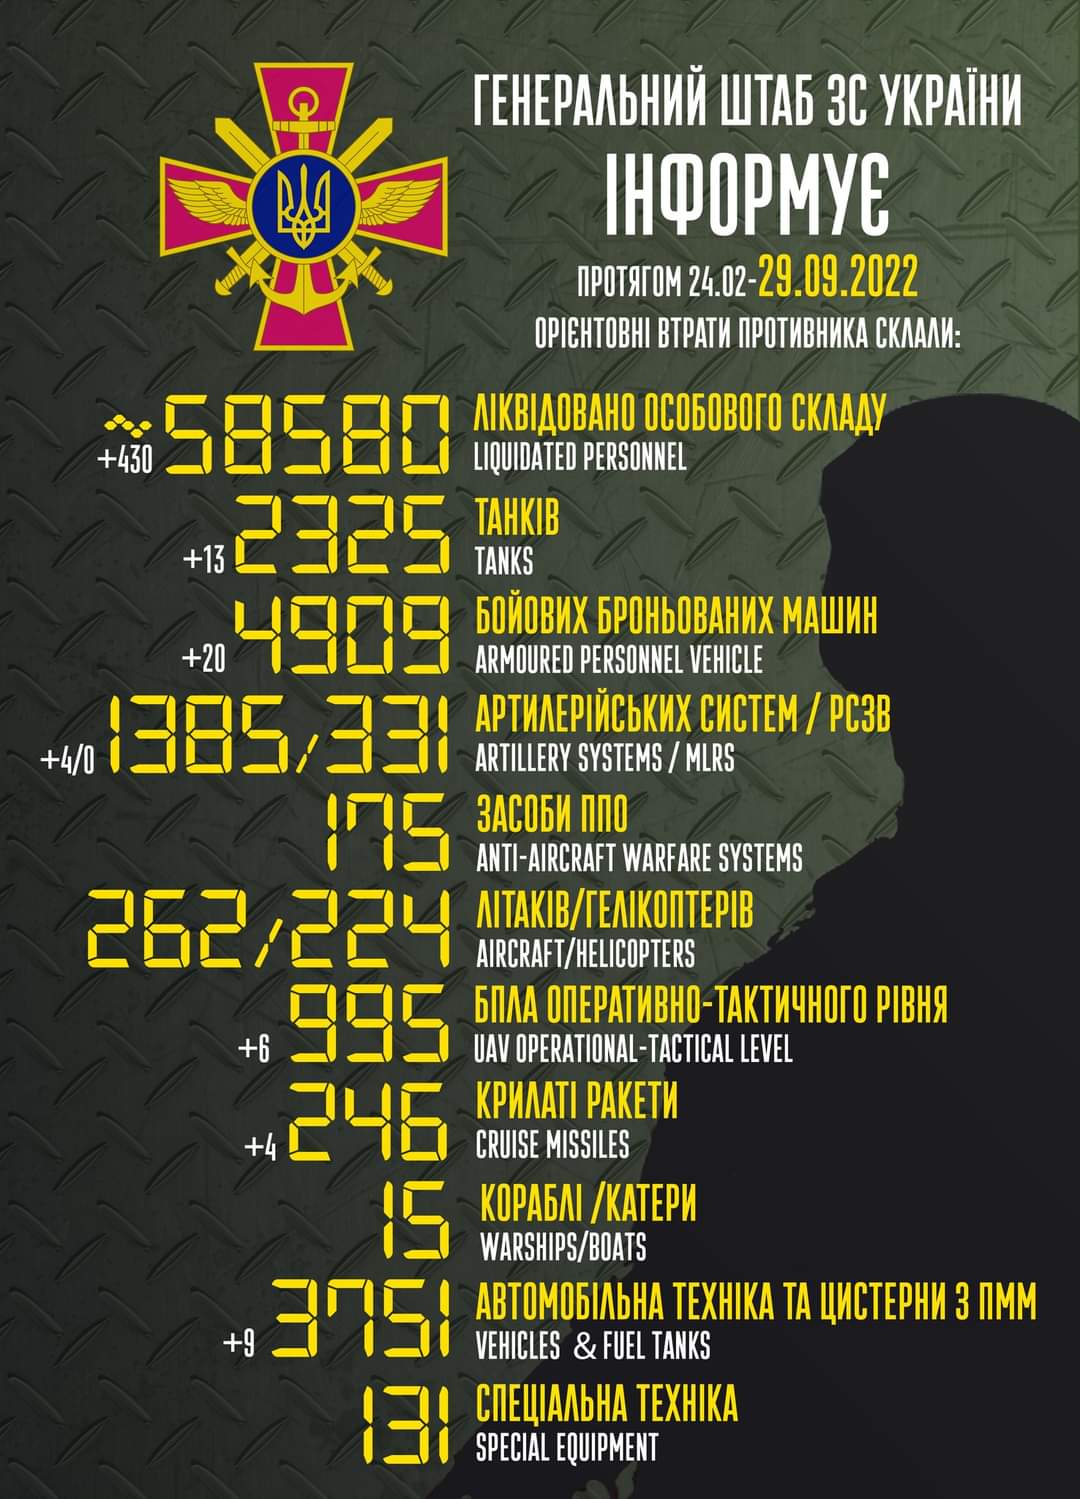 ГЕНЕРАЛЬНИЙ ШТАБ ЗС УКРАЇНИ
ІНФОРМУЄ
ПРОТЯГОМ 24.02-29.09.2022
ОРІЄНТОВНІ ВТРАТИ ПРОТИВНИКА СКЛАЛИ:
+430 ~58580 ЛІКВІДОВАНО ОСОБОВОГО СКЛАДУ
LIQUIDATED PERSONNEL
+13 2325 ТАНКІВ
TANKS
+20 4909 БОЙОВИХ БРОНЬОВАНИХ МАШИН
ARMOURED PERSONNEL VEHICLE
+4/0 1385/331 АРТИЛЕРІЙСЬКИХ СИСТЕМ / РСЗВ
ARTILLERY SYSTEMS / MLRS
175 ЗАСОБИ ППО
ANTI-AIRCRAFT WARFARE SYSTEMS
262/224 ЛІТАКІВ/ГЕЛІКОПТЕРІВ
AIRCRAFT/HELICOPTERS
+6 995 БПЛА ОПЕРАТИВНО-ТАКТИЧНОГО РІВНЯ
UAV OPERATIONAL-TACTICAL LEVEL
+4 246 КРИЛАТІ РАКЕТИ
CRUISE MISSILES
15 КОРАБЛІ /КАТЕРИ
WARSHIPS/BOATS
+9 3751 АВТОМОБІЛЬНА ТЕХНІКА ТА ЦИСТЕРНИ З ПММ
VEHICLES & FUEL TANKS
131 СПЕЦІАЛЬНА ТЕХНІКА
SPECIAL EQUIPMENT